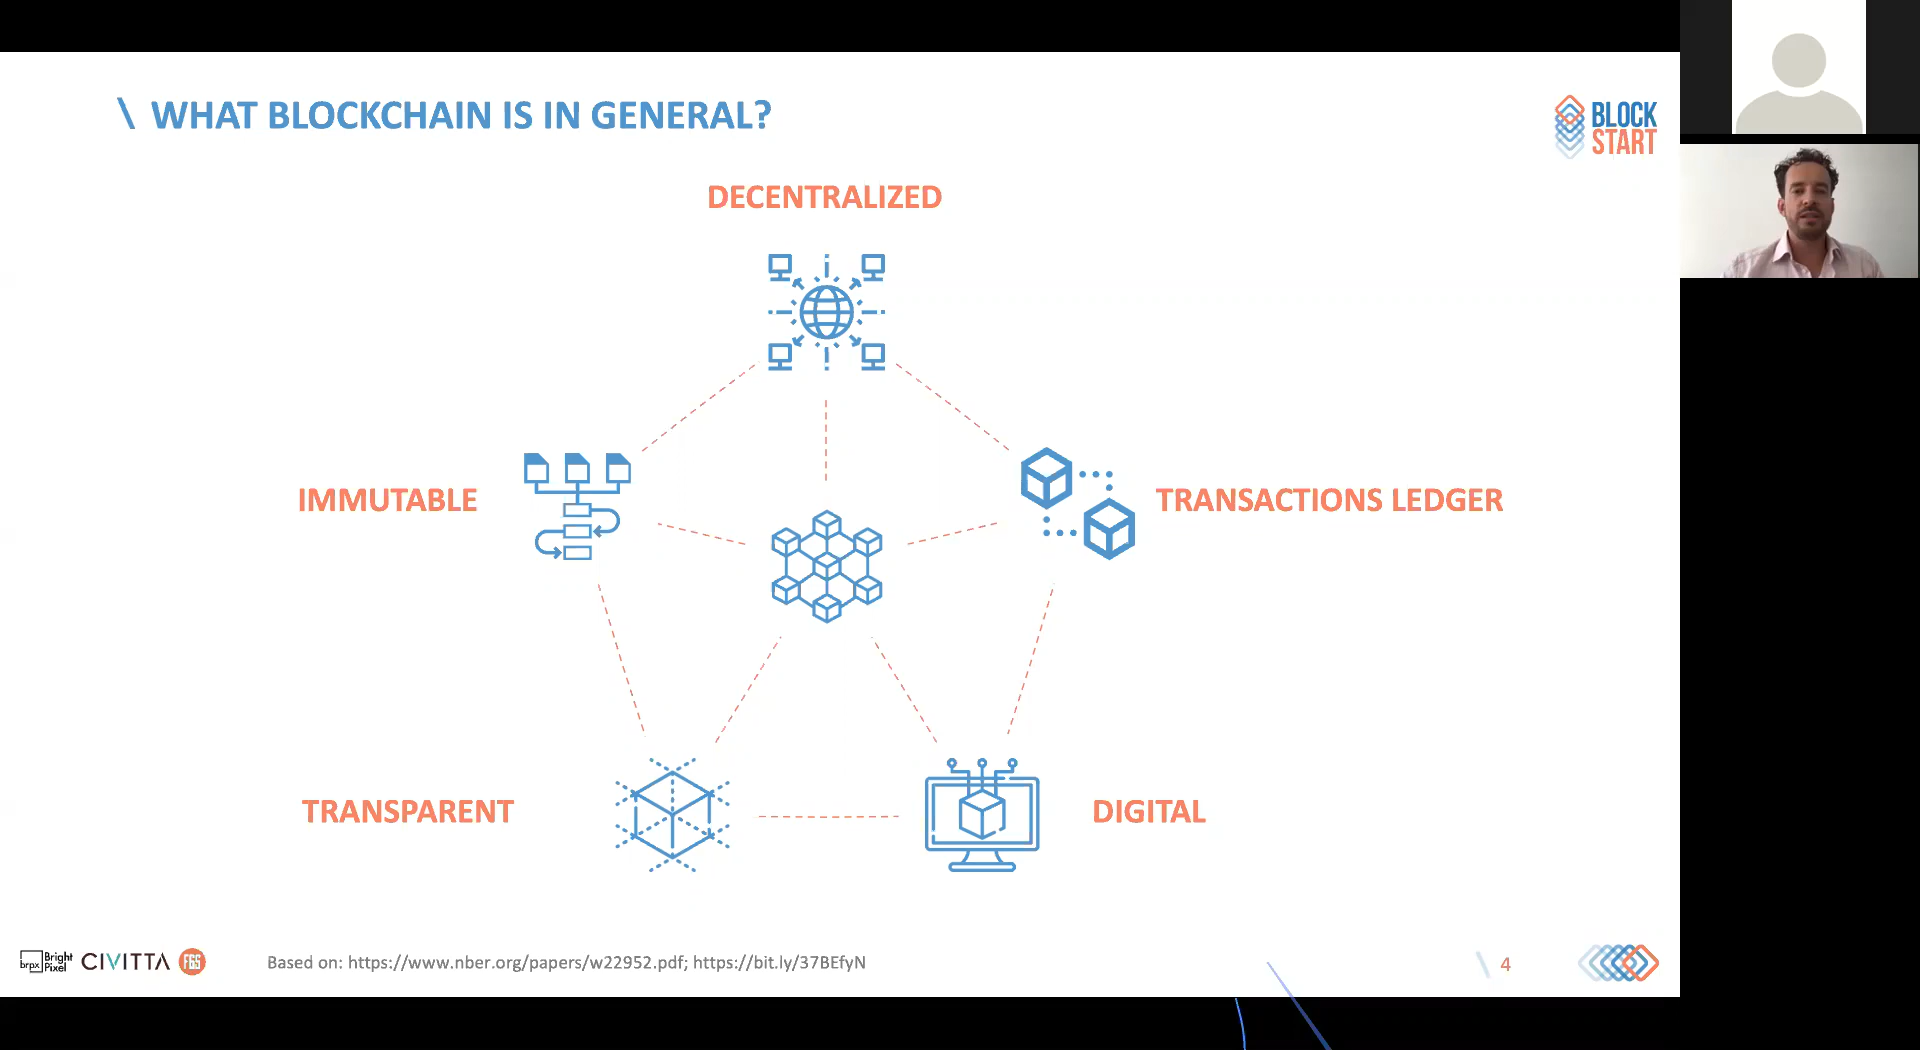 \ WHAT BLOCKCHAIN IS IN GENERAL?
BLOCK
START
DECENTRALIZED
IMMUTABLE
TRANSACTIONS LEDGER
TRANSPARENT
DIGITAL
brpx Bright
Pixel
CIVITTA
F6S
Based on: https://www.nber.org/papers/w22952.pdf; https://bit.ly/37BEfyN
\ 4